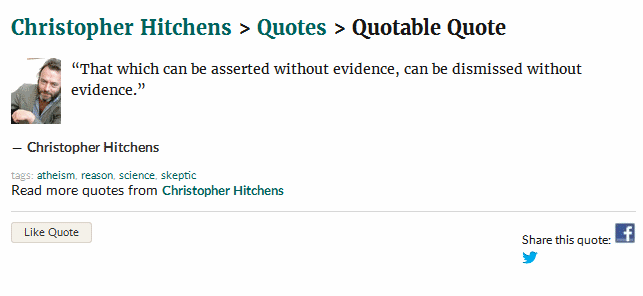 Christopher Hitchens > Quotes > Quotable Quote
“That which can be asserted without evidence, can be dismissed without
evidence.”
― Christopher Hitchens
tags: atheism, reason, science, skeptic
Read more quotes from Christopher Hitchens
Like Quote
Share this quote: